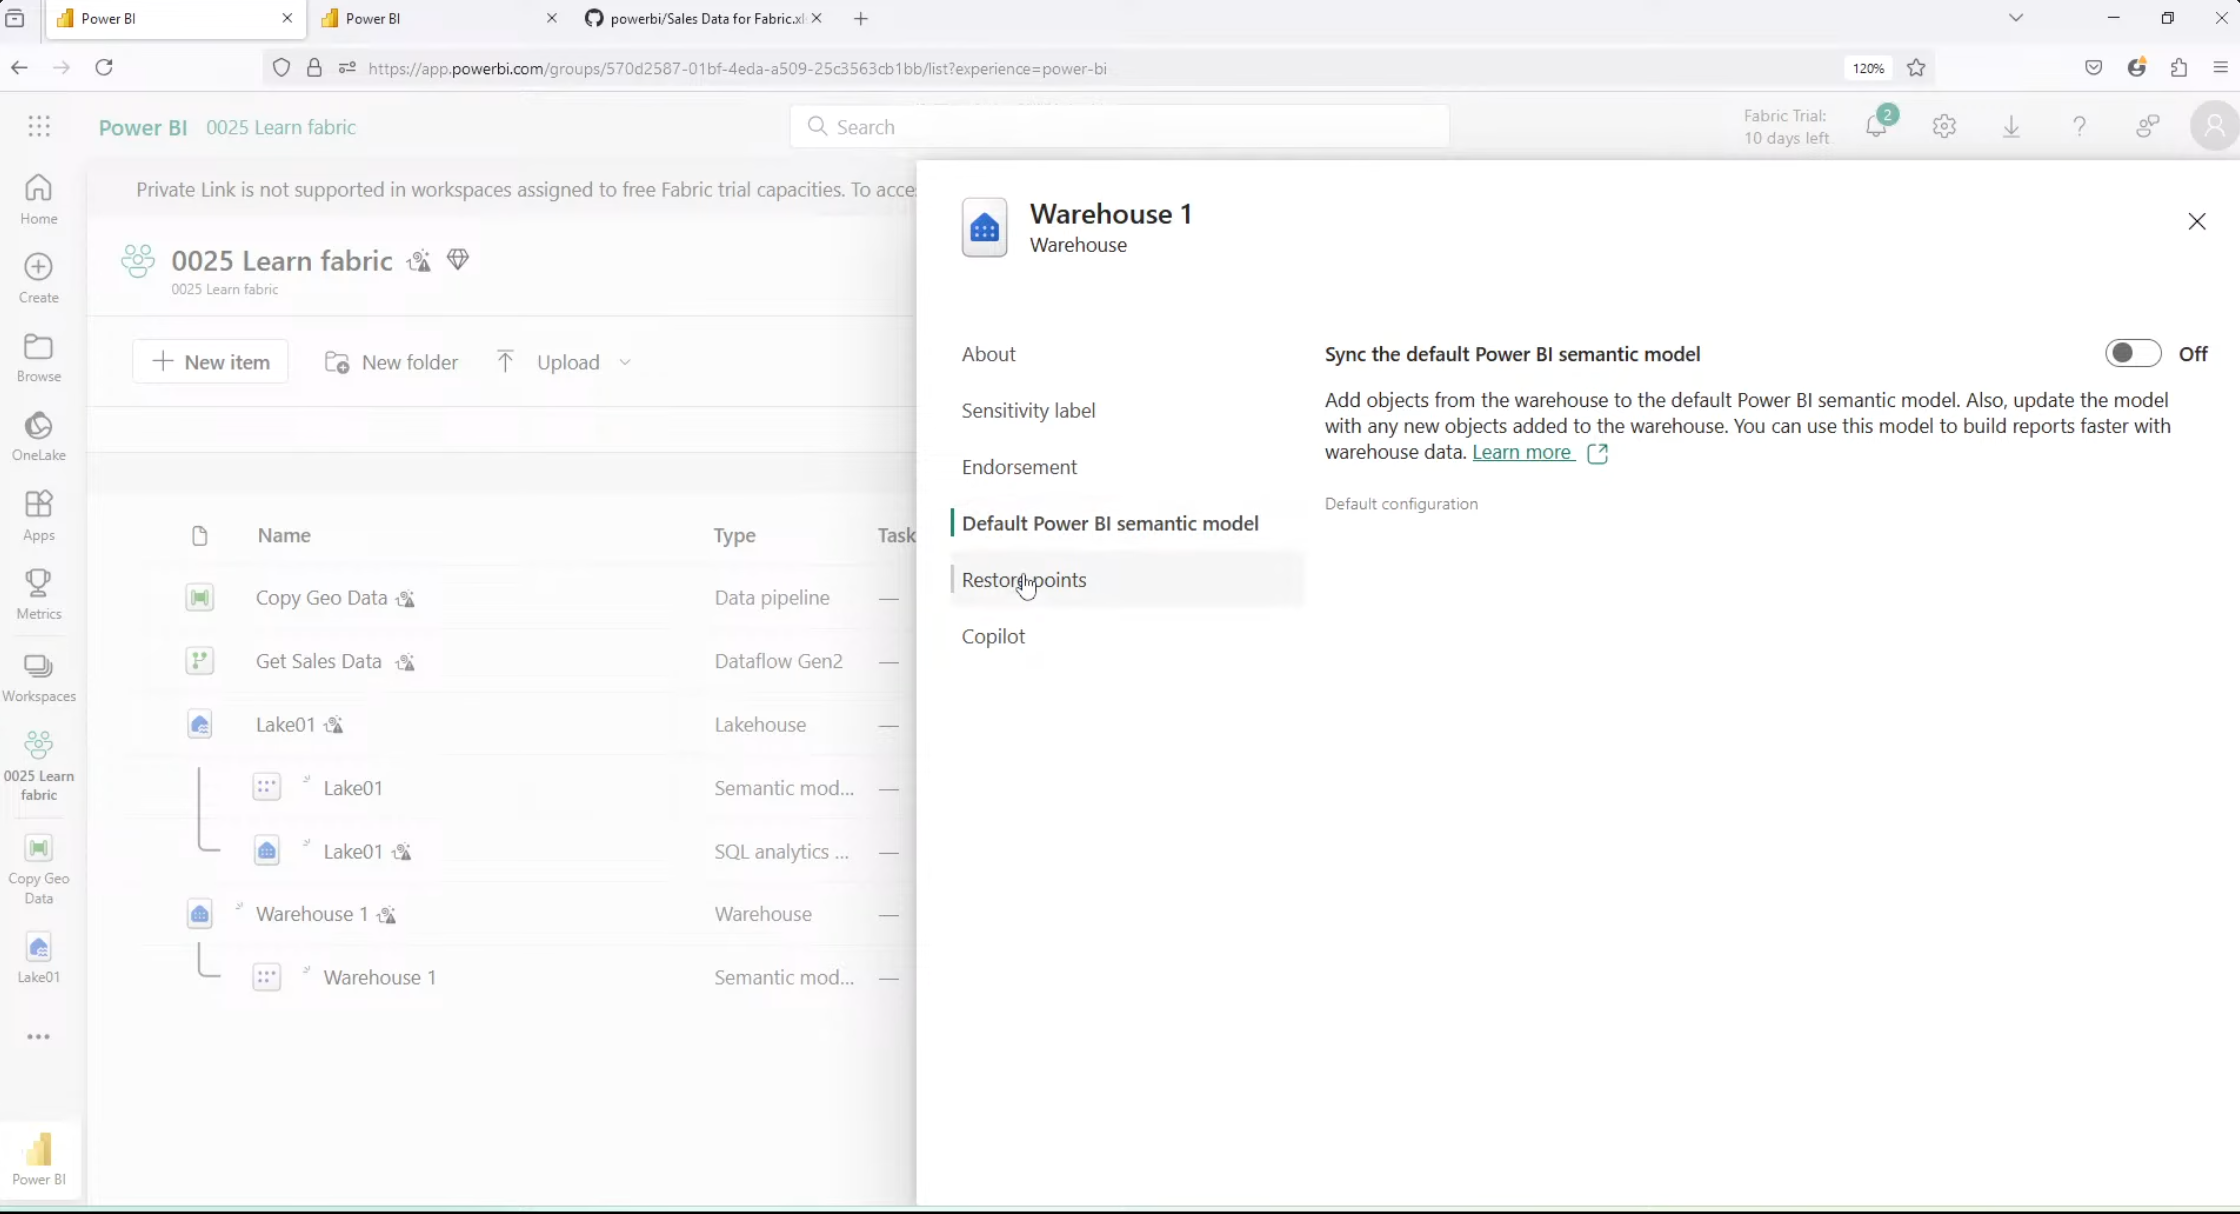 Power BI
Power BI
powerbi/Sales Data for Fabric.xl
https://app.powerbi.com/groups/570d2587-01bf-4eda-a509-25c3563cb1bb/list?experience=power-bi
120%
Power BI 0025 Learn fabric
Search
Fabric Trial:
10 days left
2
Home
Create
Browse
OneLake
Apps
Metrics
Workspaces
0025 Learn
fabric
Copy Geo
Data
Lake01
Power BI
Private Link is not supported in workspaces assigned to free Fabric trial capacities. To acce
0025 Learn fabric
0025 Learn fabric
New item
New folder
Upload
Name Type Task
Copy Geo Data Data pipeline —
Get Sales Data Dataflow Gen2 —
Lake01 Lakehouse —
Lake01 Semantic mod... —
Lake01 SQL analytics ... —
Warehouse 1 Warehouse —
Warehouse 1 Semantic mod... —
Warehouse 1
Warehouse
About
Sensitivity label
Endorsement
Default Power BI semantic model
Restore points
Copilot
Sync the default Power BI semantic model
Off
Add objects from the warehouse to the default Power BI semantic model. Also, update the model
with any new objects added to the warehouse. You can use this model to build reports faster with
warehouse data. Learn more
Default configuration